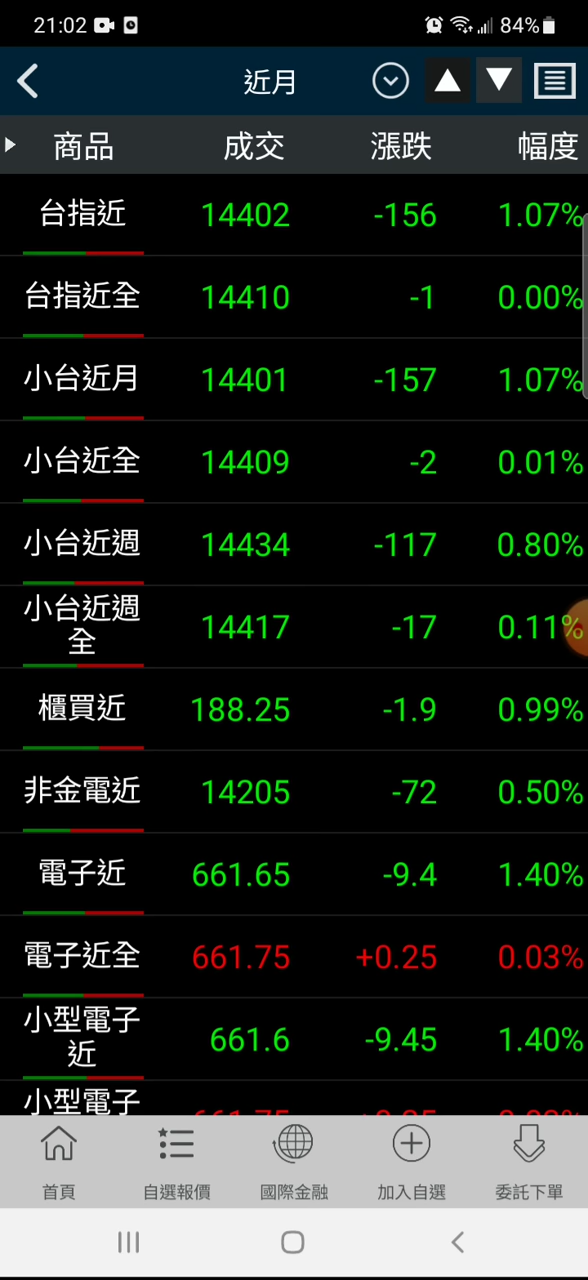 21:02 84%
近月
商品 成交 漲跌 幅度
台指近 14402 -156 1.07%
台指近全 14410 -1 0.00%
小台近月 14401 -157 1.07%
小台近全 14409 -2 0.01%
小台近週 14434 -117 0.80%
小台近週
全 14417 -17 0.11%
櫃買近 188.25 -1.9 0.99%
非金電近 14205 -72 0.50%
電子近 661.65 -9.4 1.40%
電子近全 661.75 +0.25 0.03%
小型電子
近 661.6 -9.45 1.40%
小型電子
首頁 自選報價 國際金融 加入自選 委託下單